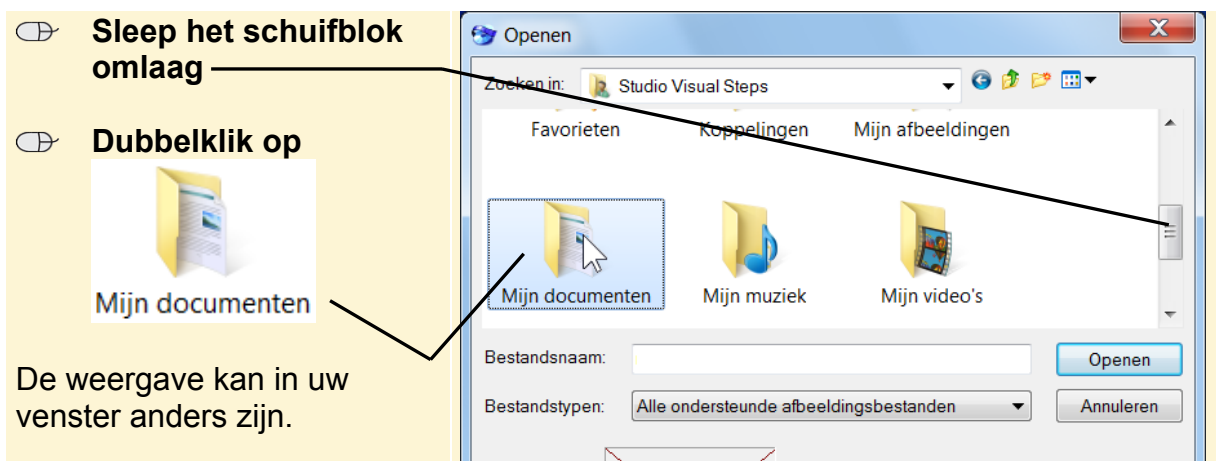 Sleep het schuifblok
omlaag
Dubbelklik op
Mijn documenten
De weergave kan in uw
venster anders zijn.
Openen
X
Zoeken in: Studio Visual Steps
Favorieten Koppelingen Mijn afbeeldingen
Mijn documenten Mijn muziek Mijn video's
Bestandsnaam: Openen
Bestandstypen: Alle ondersteunde afbeeldingsbestanden Annuleren